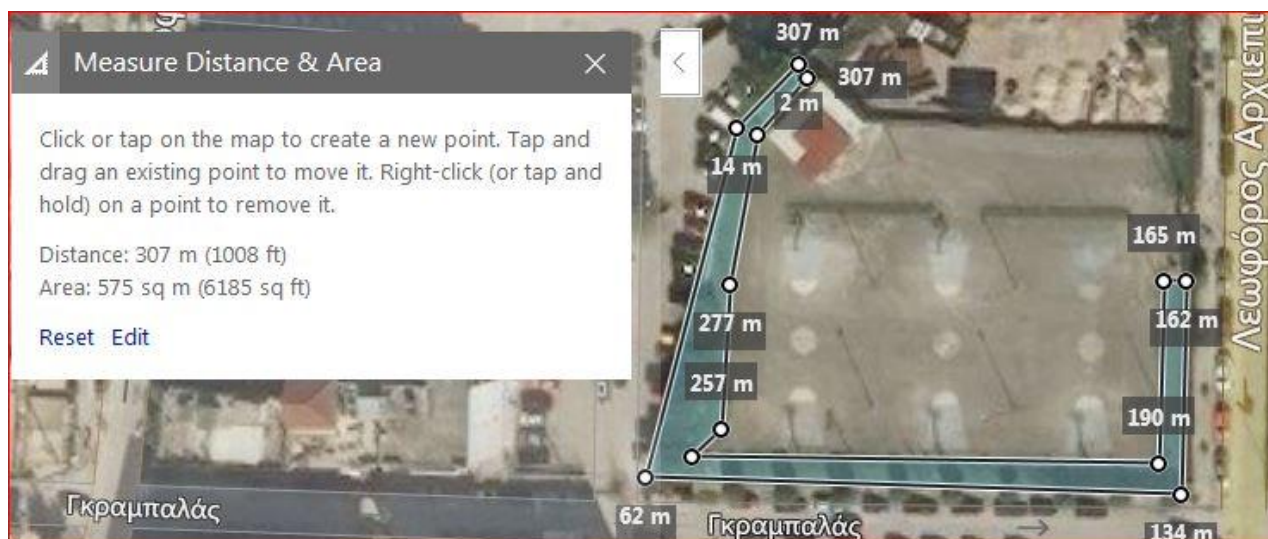 Measure Distance & Area
Click or tap on the map to create a new point. Tap and
drag an existing point to move it. Right-click (or tap and
hold) on a point to remove it.
Distance: 307 m (1008 ft)
Area: 575 sq m (6185 sq ft)
Reset Edit
307 m
307 m
2 m
14 m
165 m
277 m
162 m
257 m
190 m
62 m
134 m
Γκραμπαλάς
Γκραμπαλάς
Λεωφόρος Αρχιεπι